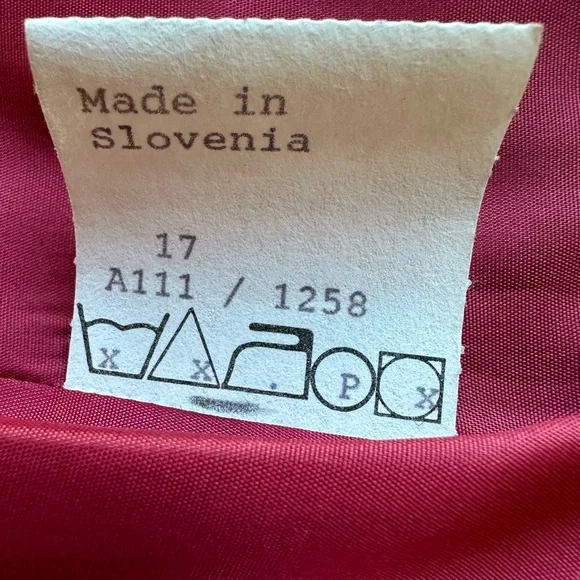 Made in
Slovenia
17
A111 / 1258
X X . P X